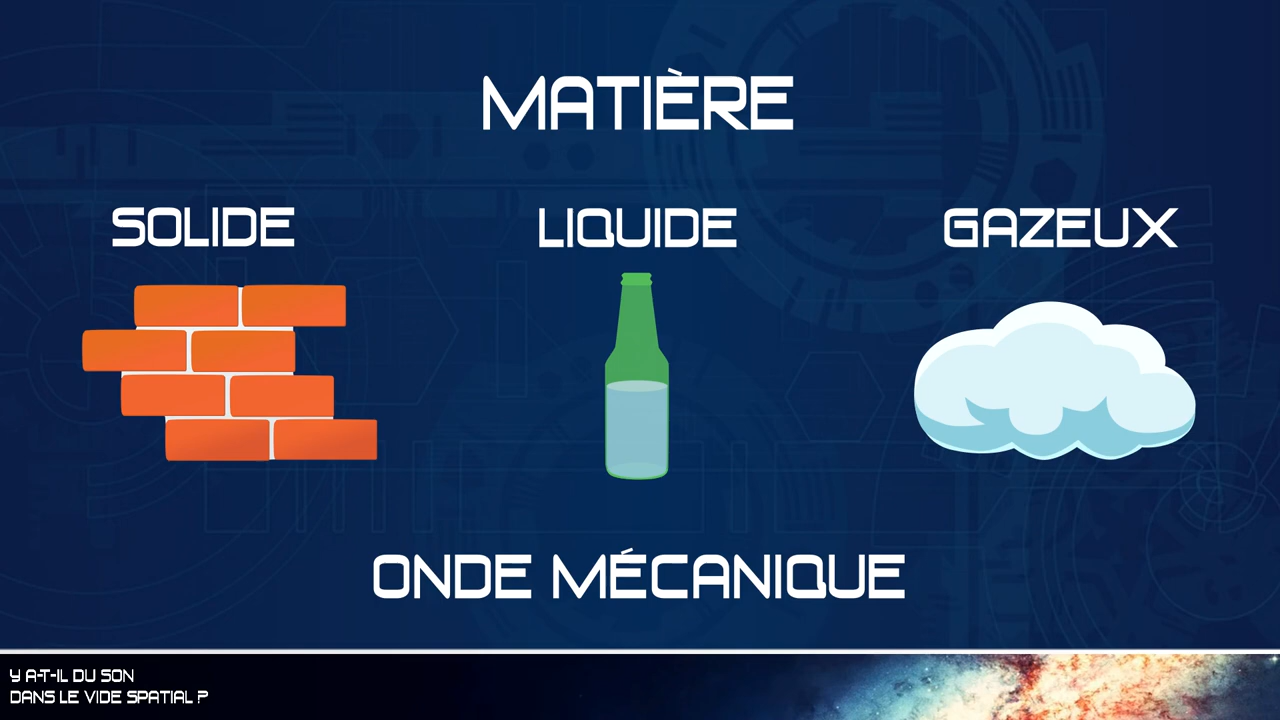 MATIÈRE
SOLIDE
LIQUIDE
GAZEUX
ONDE MÉCANIQUE
Y A-T-IL DU SON
DANS LE VIDE SPATIAL ?